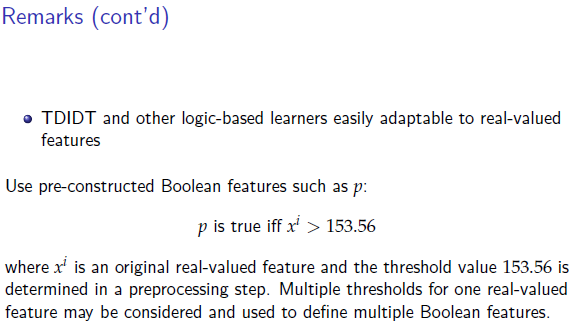 Remarks (cont'd)
TDIDT and other logic-based learners easily adaptable to real-valued
features
Use pre-constructed Boolean features such as p:
p is true iff xⁱ > 153.56
where xⁱ is an original real-valued feature and the threshold value 153.56 is
determined in a preprocessing step. Multiple thresholds for one real-valued
feature may be considered and used to define multiple Boolean features.